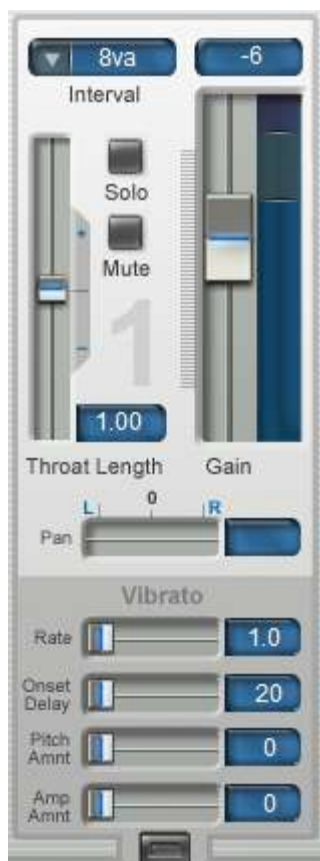 8va
-6
Interval
Solo
Mute
1
1.00
Throat Length
Gain
L 0 R
Pan
Vibrato
Rate 1.0
Onset
Delay 20
Pitch
Amnt 0
Amp
Amnt 0